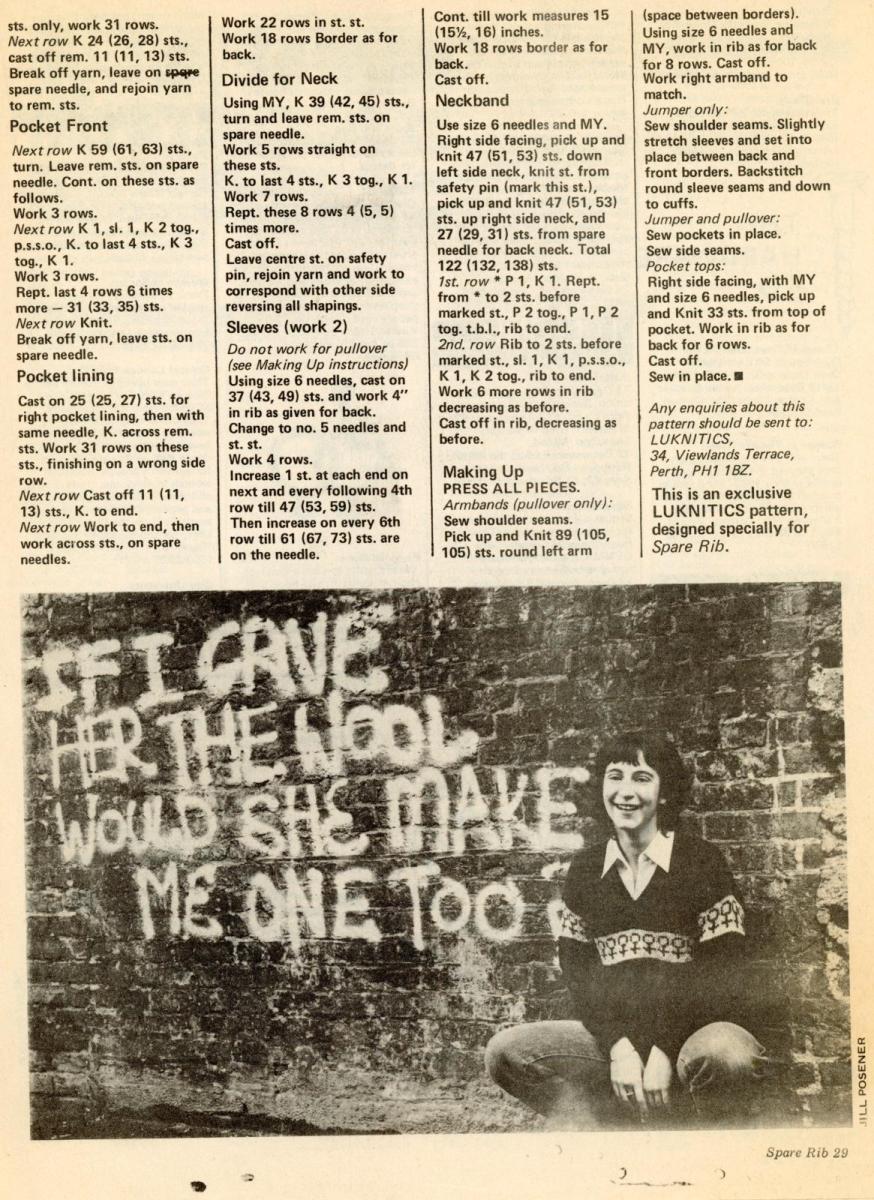 sts. only, work 31 rows.
Next row K 24 (26, 28) sts.,
cast off rem. 11 (11, 13) sts.
Break off yarn, leave on spare
spare needle, and rejoin yarn
to rem. sts.
Pocket Front
Next row K 59 (61, 63) sts.,
turn. Leave rem. sts. on spare
needle. Cont. on these sts. as
follows.
Work 3 rows.
Next row K 1, sl. 1, K 2 tog.,
p.s.s.o., K. to last 4 sts., K 3
tog., K 1.
Work 3 rows.
Rept. last 4 rows 6 times
more — 31 (33, 35) sts.
Next row Knit.
Break off yarn, leave sts. on
spare needle.
Pocket lining
Cast on 25 (25, 27) sts. for
right pocket lining, then with
same needle, K. across rem.
sts. Work 31 rows on these
sts., finishing on a wrong side
row.
Next row Cast off 11 (11,
13) sts., K. to end.
Next row Work to end, then
work across sts., on spare
needles.
Work 22 rows in st. st.
Work 18 rows Border as for
back.
Divide for Neck
Using MY, K 39 (42, 45) sts.,
turn and leave rem. sts. on
spare needle.
Work 5 rows straight on
these sts.
K. to last 4 sts., K 3 tog., K 1.
Work 7 rows.
Rept. these 8 rows 4 (5, 5)
times more.
Cast off.
Leave centre st. on safety
pin, rejoin yarn and work to
correspond with other side
reversing all shapings.
Sleeves (work 2)
Do not work for pullover
(see Making Up instructions)
Using size 6 needles, cast on
37 (43, 49) sts. and work 4"
in rib as given for back.
Change to no. 5 needles and
st. st.
Work 4 rows.
Increase 1 st. at each end on
next and every following 4th
row till 47 (53, 59) sts.
Then increase on every 6th
row till 61 (67, 73) sts. are
on the needle.
Cont. till work measures 15
(15½, 16) inches.
Work 18 rows border as for
back.
Cast off.
Neckband
Use size 6 needles and MY.
Right side facing, pick up and
knit 47 (51, 53) sts. down
left side neck, knit st. from
safety pin (mark this st.),
pick up and knit 47 (51, 53)
sts. up right side neck, and
27 (29, 31) sts. from spare
needle for back neck. Total
122 (132, 138) sts.
1st. row * P 1, K 1. Rept.
from * to 2 sts. before
marked st., P 2 tog., P 1, P 2
tog. t.b.l., rib to end.
2nd. row Rib to 2 sts. before
marked st., sl. 1, K 1, p.s.s.o.,
K 1, K 2 tog., rib to end.
Work 6 more rows in rib
decreasing as before.
Cast off in rib, decreasing as
before.
Making Up
PRESS ALL PIECES.
Armbands (pullover only):
Sew shoulder seams.
Pick up and Knit 89 (105,
105) sts. round left arm
(space between borders).
Using size 6 needles and
MY, work in rib as for back
for 8 rows. Cast off.
Work right armband to
match.
Jumper only:
Sew shoulder seams. Slightly
stretch sleeves and set into
place between back and
front borders. Backstitch
round sleeve seams and down
to cuffs.
Jumper and pullover:
Sew pockets in place.
Sew side seams.
Pocket tops:
Right side facing, with MY
and size 6 needles, pick up
and Knit 33 sts. from top of
pocket. Work in rib as for
back for 6 rows.
Cast off.
Sew in place. ■
Any enquiries about this
pattern should be sent to:
LUKNITICS,
34, Viewlands Terrace,
Perth, PH1 1BZ.
This is an exclusive
LUKNITICS pattern,
designed specially for
Spare Rib.
IF I GAVE
HER THE WOOL
WOULD SHE MAKE
ME ONE TOO ?
JILL POSENER
Spare Rib 29